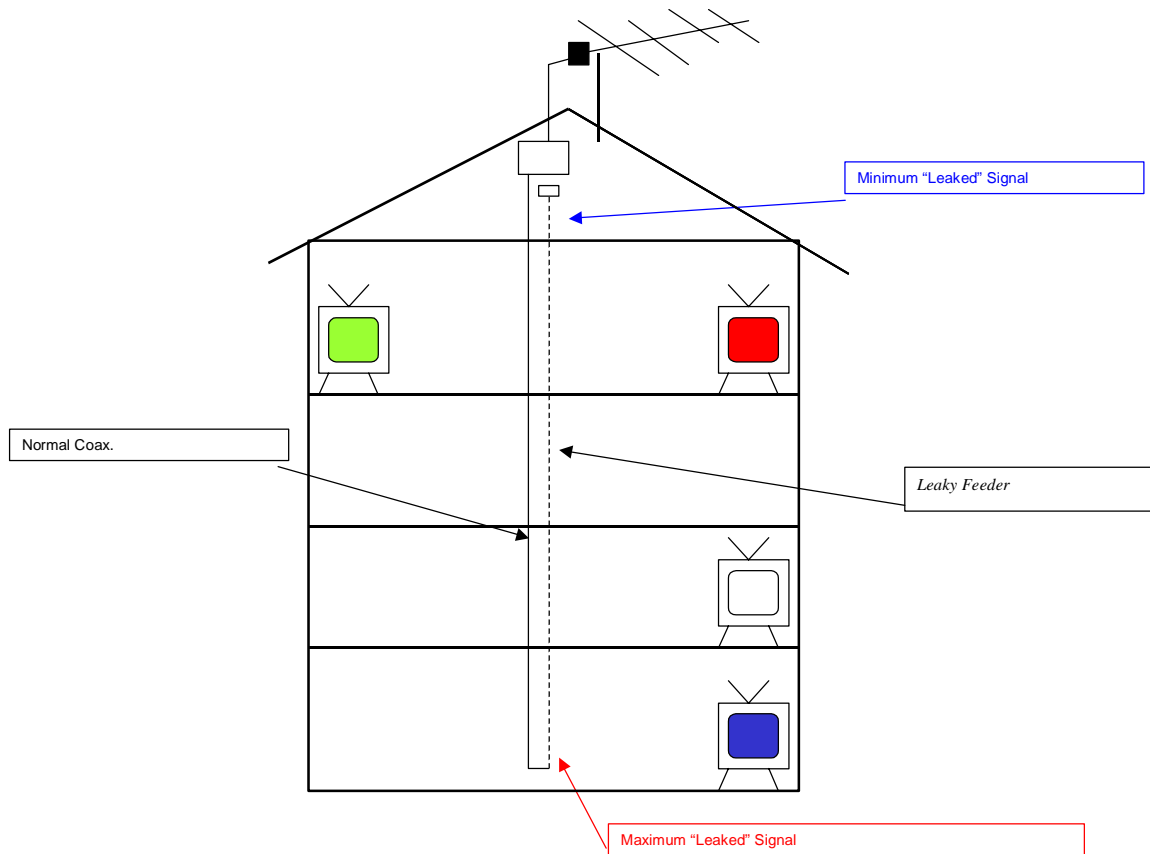 Minimum “Leaked” Signal
Normal Coax.
Leaky Feeder
Maximum “Leaked” Signal